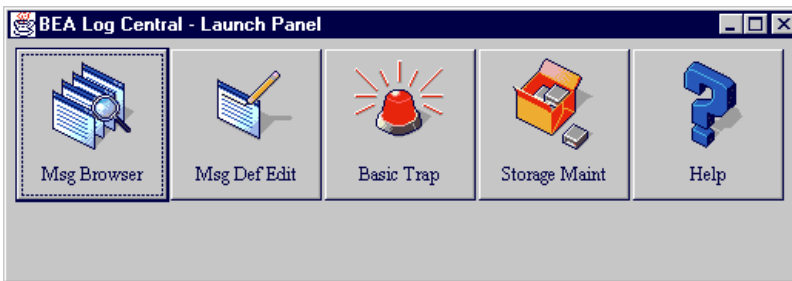 BEA Log Central - Launch Panel
Msg Browser Msg Def Edit Basic Trap Storage Maint Help